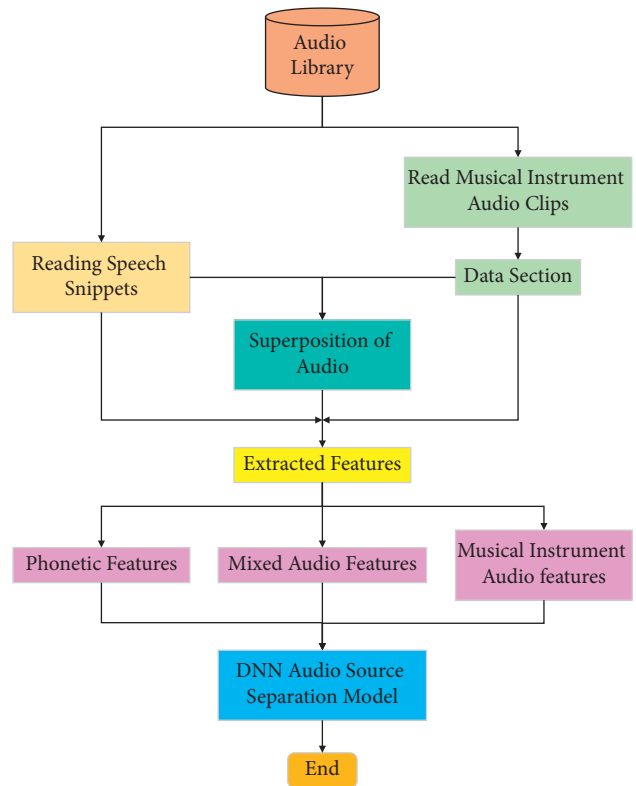 Audio
Library
Read Musical Instrument
Audio Clips
Reading Speech
Snippets
Data Section
Superposition of
Audio
Extracted Features
Phonetic Features
Mixed Audio Features
Musical Instrument
Audio features
DNN Audio Source
Separation Model
End